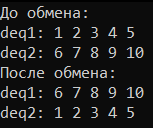 До обмена:
deq1: 1 2 3 4 5
deq2: 6 7 8 9 10
После обмена:
deq1: 6 7 8 9 10
deq2: 1 2 3 4 5